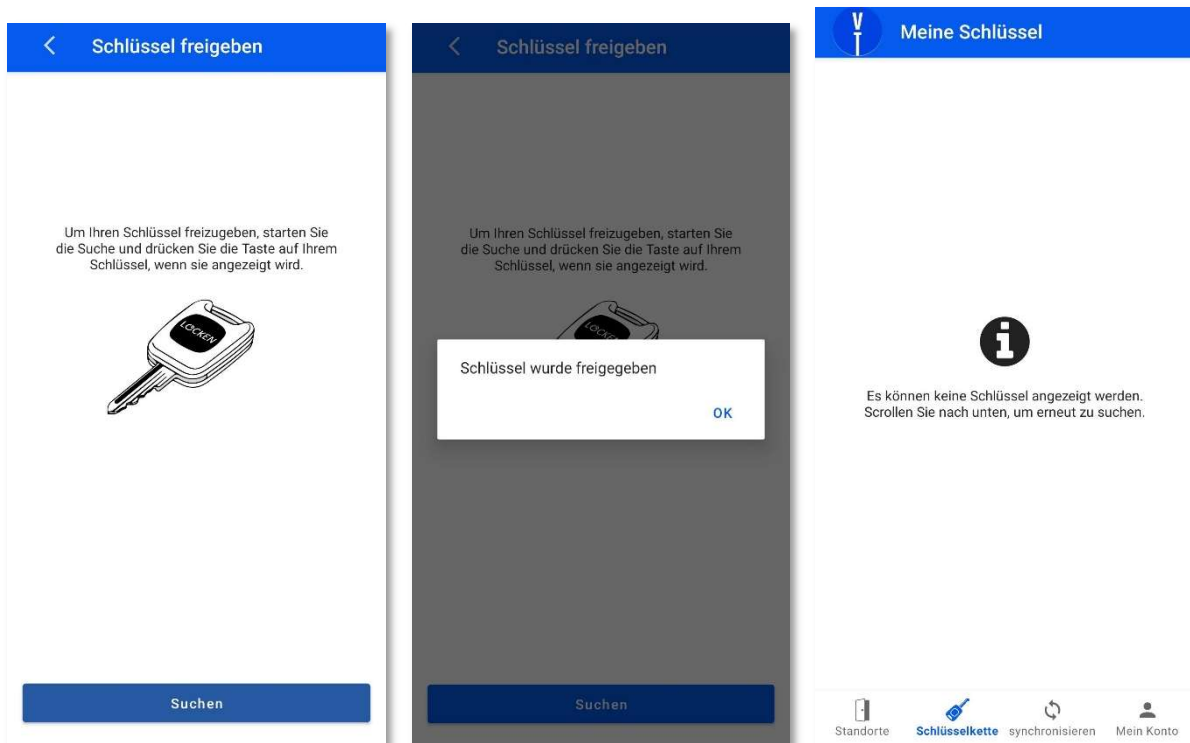 Schlüssel freigeben
Um Ihren Schlüssel freizugeben, starten Sie
die Suche und drücken Sie die Taste auf Ihrem
Schlüssel, wenn sie angezeigt wird.
LOCKEN
Suchen
Schlüssel freigeben
Um Ihren Schlüssel freizugeben, starten Sie
die Suche und drücken Sie die Taste auf Ihrem
Schlüssel, wenn sie angezeigt wird.
LOCKEN
Schlüssel wurde freigegeben
OK
Suchen
Meine Schlüssel
Es können keine Schlüssel angezeigt werden.
Scrollen Sie nach unten, um erneut zu suchen.
Standorte Schlüsselkette synchronisieren Mein Konto